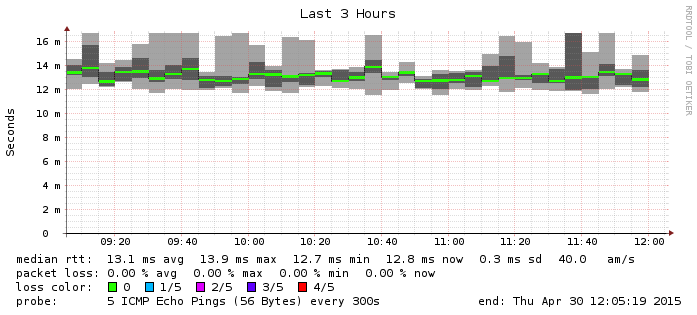 Last 3 Hours
RRDTOOL / TOBI OETIKER
Seconds
16 m
14 m
12 m
10 m
8 m
6 m
4 m
2 m
0
09:20 09:40 10:00 10:20 10:40 11:00 11:20 11:40 12:00
median rtt: 13.1 ms avg 13.9 ms max 12.7 ms min 12.8 ms now 0.3 ms sd 40.0 am/s
packet loss: 0.00 % avg 0.00 % max 0.00 % min 0.00 % now
loss color: 0 1/5 2/5 3/5 4/5
probe: 5 ICMP Echo Pings (56 Bytes) every 300s end: Thu Apr 30 12:05:19 2015